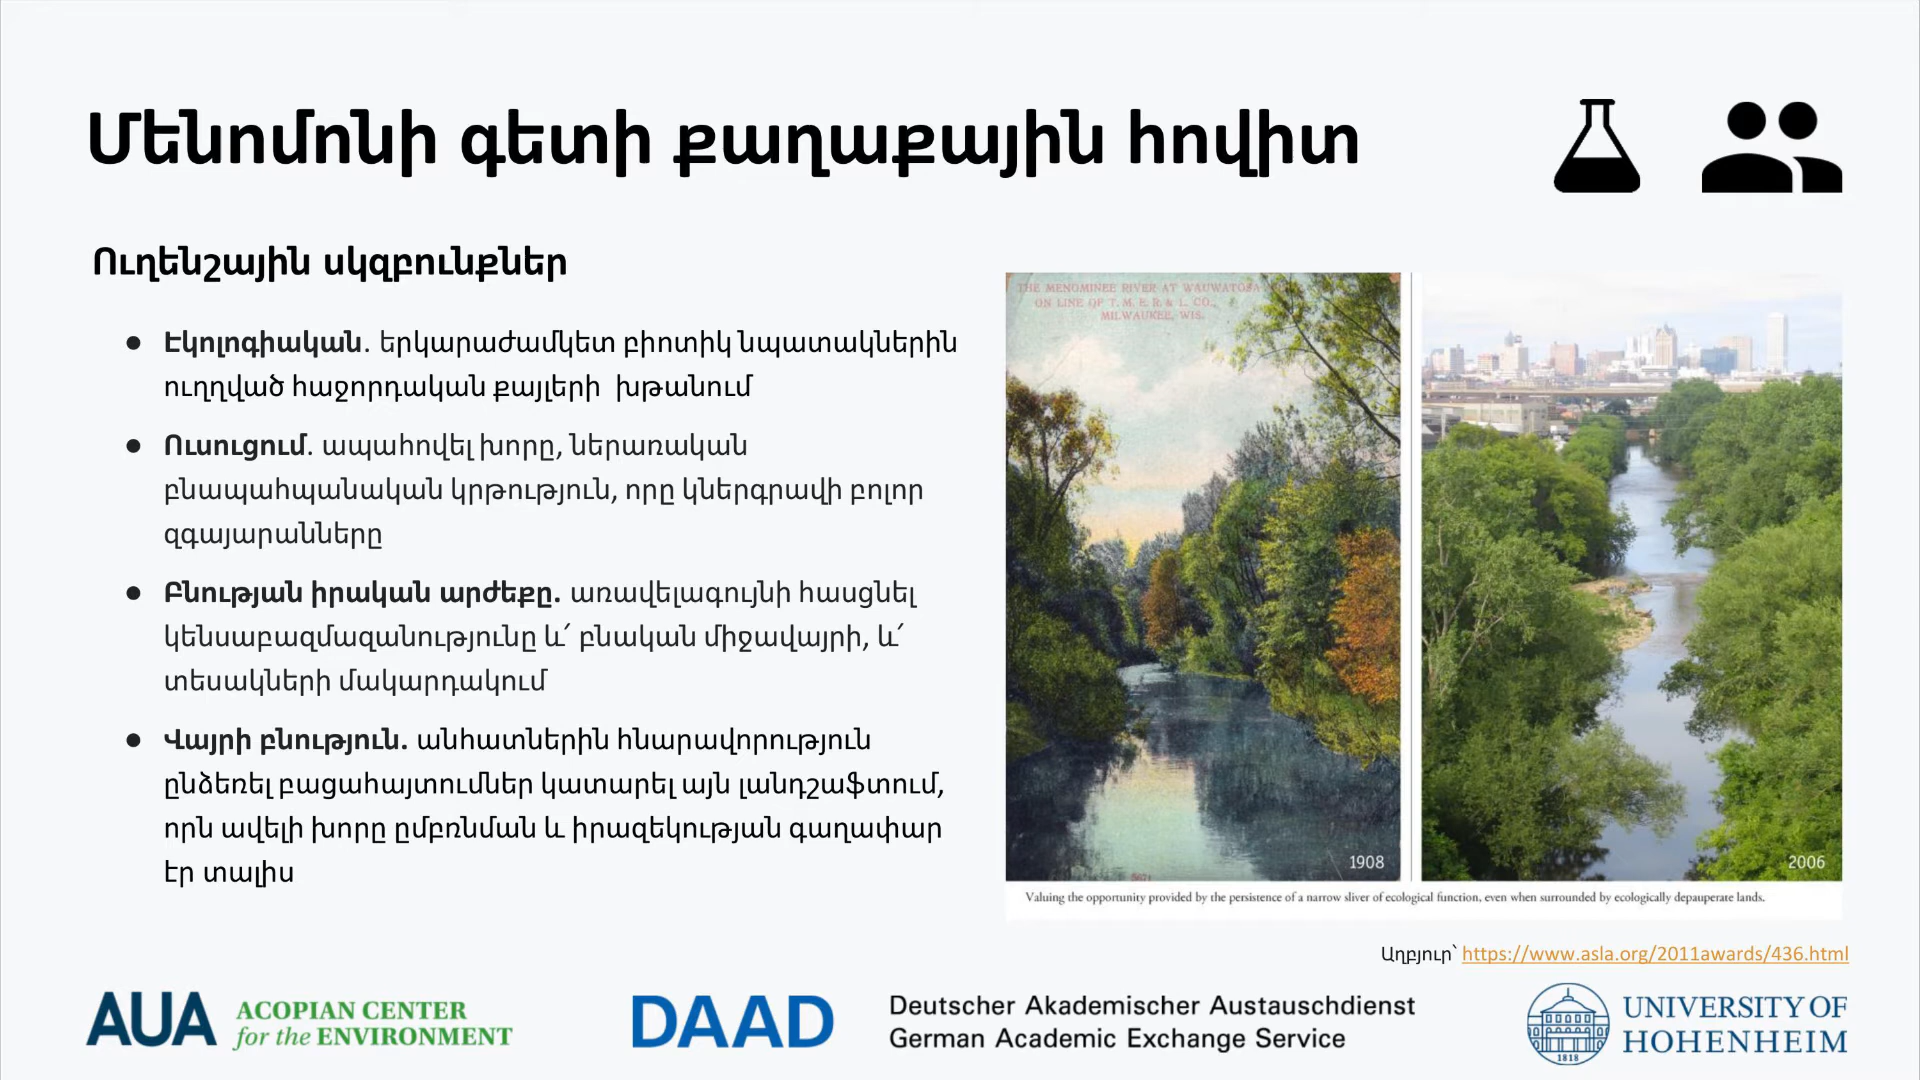 Մենոմոնի գետի քաղաքային հովիտ
Ուղենշային սկզբունքներ
● Էկոլոգիական. երկարաժամկետ բիոտիկ նպատակներին
ուղղված հաջորդական քայլերի խթանում
● Ուսուցում. ապահովել խորը, ներառական
բնապահպանական կրթություն, որը կներգրավի բոլոր
զգայարանները
● Բնության իրական արժեքը. առավելագույնի հասցնել
կենսաբազմազանությունը և՛ բնական միջավայրի, և՛
տեսակների մակարդակում
● Վայրի բնություն. անհատներին հնարավորություն
ընձեռել բացահայտումներ կատարել այն լանդշաֆտում,
որն ավելի խորը ըմբռնման և իրազեկության գաղափար
էր տալիս
THE MENOMINEE RIVER AT WAUWATOSA
ON LINE OF T. M. E. R. & L. CO.,
MILWAUKEE, WIS.
1908
2006
Valuing the opportunity provided by the persistence of a narrow sliver of ecological function, even when surrounded by ecologically depauperate lands.
Աղբյուր՝ https://www.asla.org/2011awards/436.html
AUA ACOPIAN CENTER
for the ENVIRONMENT
DAAD
Deutscher Akademischer Austauschdienst
German Academic Exchange Service
1818
UNIVERSITY OF
HOHENHEIM